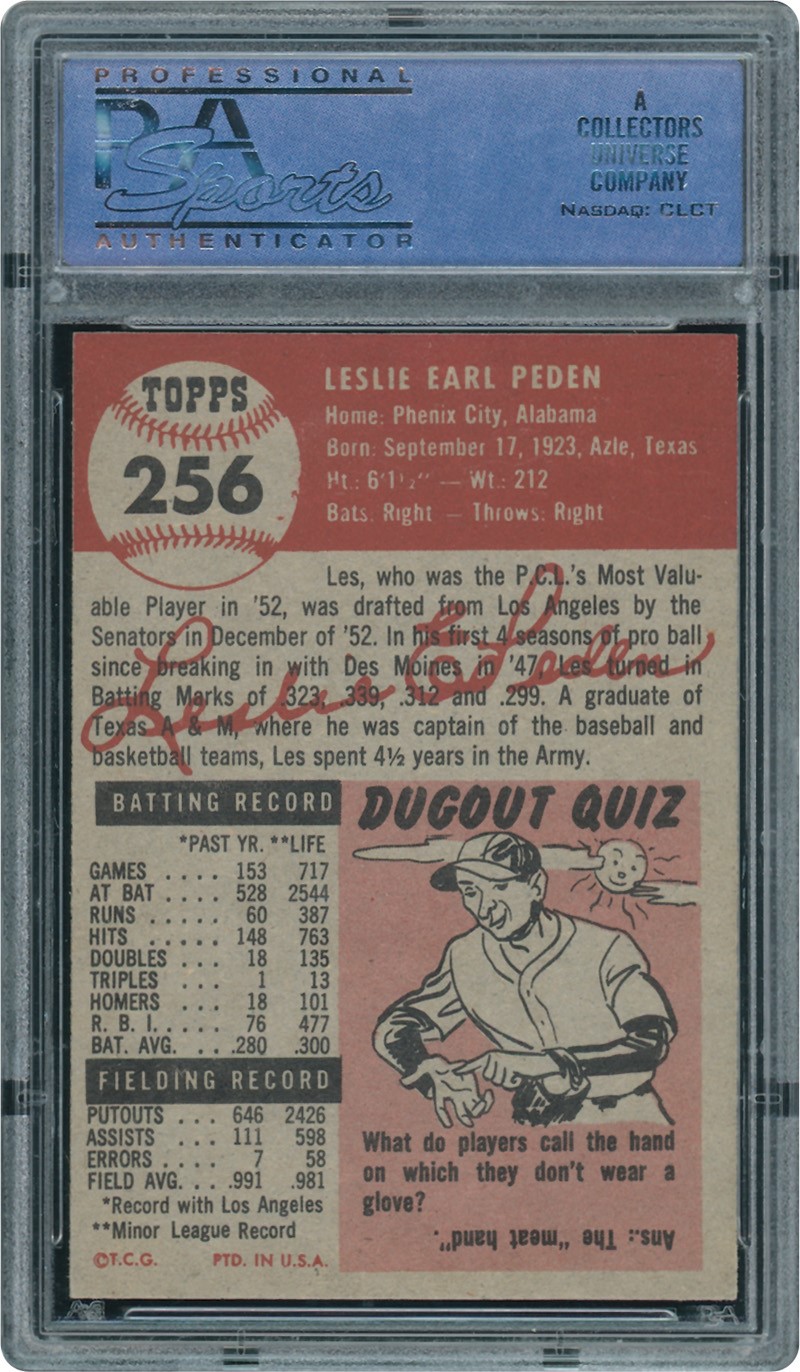 PROFESSIONAL
PSA
Sports
AUTHENTICATOR
A
COLLECTORS
UNIVERSE
COMPANY
NASDAQ: CLCT
TOPPS
256
LESLIE EARL PEDEN
Home: Phenix City, Alabama
Born: September 17, 1923, Azle, Texas
Ht.: 6'1½" — Wt.: 212
Bats: Right — Throws: Right
Les, who was the P.C.L.'s Most Valu-
able Player in '52, was drafted from Los Angeles by the
Senators in December of '52. In his first 4 seasons of pro ball
since breaking in with Des Moines in '47, Les turned in
Batting Marks of .323, .339, .312 and .299. A graduate of
Texas A & M, where he was captain of the baseball and
basketball teams, Les spent 4½ years in the Army.
Leslie E. Peden
BATTING RECORD
*PAST YR. **LIFE
GAMES .... 153 717
AT BAT .... 528 2544
RUNS ..... 60 387
HITS ..... 148 763
DOUBLES ... 18 135
TRIPLES ... 1 13
HOMERS ... 18 101
R. B. I. .... 76 477
BAT. AVG. ... .280 .300
FIELDING RECORD
PUTOUTS ... 646 2426
ASSISTS ... 111 598
ERRORS .... 7 58
FIELD AVG. ... .991 .981
*Record with Los Angeles
**Minor League Record
©T.C.G. PTD. IN U.S.A.
DUGOUT QUIZ
What do players call the hand
on which they don't wear a
glove?
Ans.: The "meat hand".